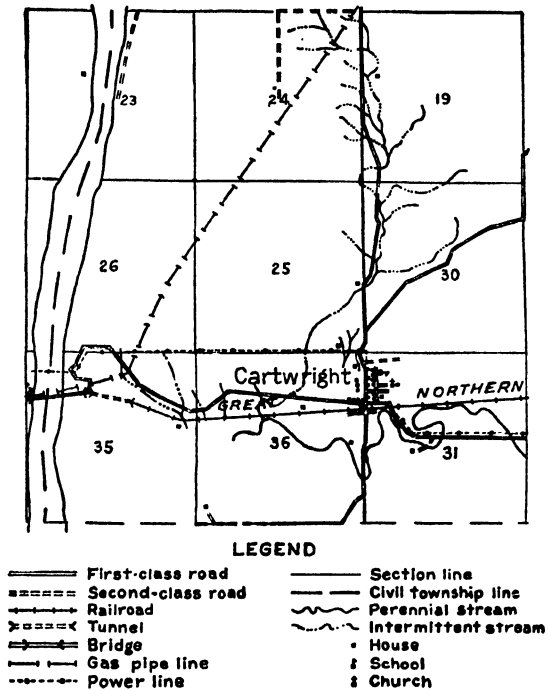 23
24
19
26
25
30
Cartwright
NORTHERN
GREAT
35
36
31
LEGEND
First-class road
Second-class road
Railroad
Tunnel
Bridge
Gas pipe line
Power line
Section line
Civil township line
Perennial stream
Intermittent stream
House
School
Church